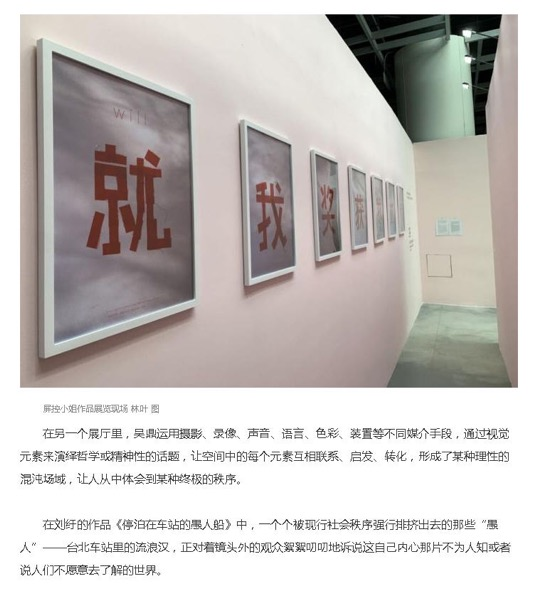 will
就
我
奖
获
屏控小姐作品展览现场 林叶 图
在另一个展厅里，吴鼎运用摄影、录像、声音、语言、色彩、装置等不同媒介手段，通过视觉
元素来演绎哲学或精神性的话题，让空间中的每个元素互相联系、启发、转化，形成了某种理性的
混沌场域，让人从中体会到某种终极的秩序。
在刘纡的作品《停泊在车站的愚人船》中，一个个被现行社会秩序强行排挤出去的那些“愚
人”——台北车站里的流浪汉，正对着镜头外的观众絮絮叨叨地诉说这自己内心那片不为人知或者
说人们不愿意去了解的世界。